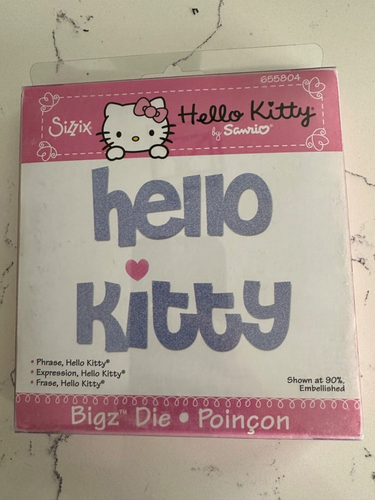 655804
Sizzix
Hello Kitty®
by Sanrio
hello
kitty
• Phrase, Hello Kitty®
• Expression, Hello Kitty®
• Frase, Hello Kitty®
Shown at 90%,
Embellished
Bigz™ Die • Poinçon